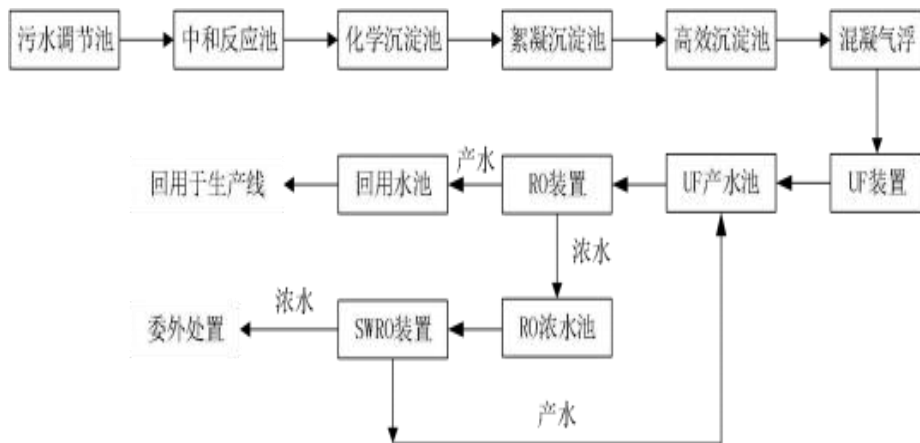 污水调节池
中和反应池
化学沉淀池
絮凝沉淀池
高效沉淀池
混凝气浮
回用于生产线
回用水池
产水
RO装置
UF产水池
UF装置
浓水
委外处置
浓水
SWRO装置
RO浓水池
产水